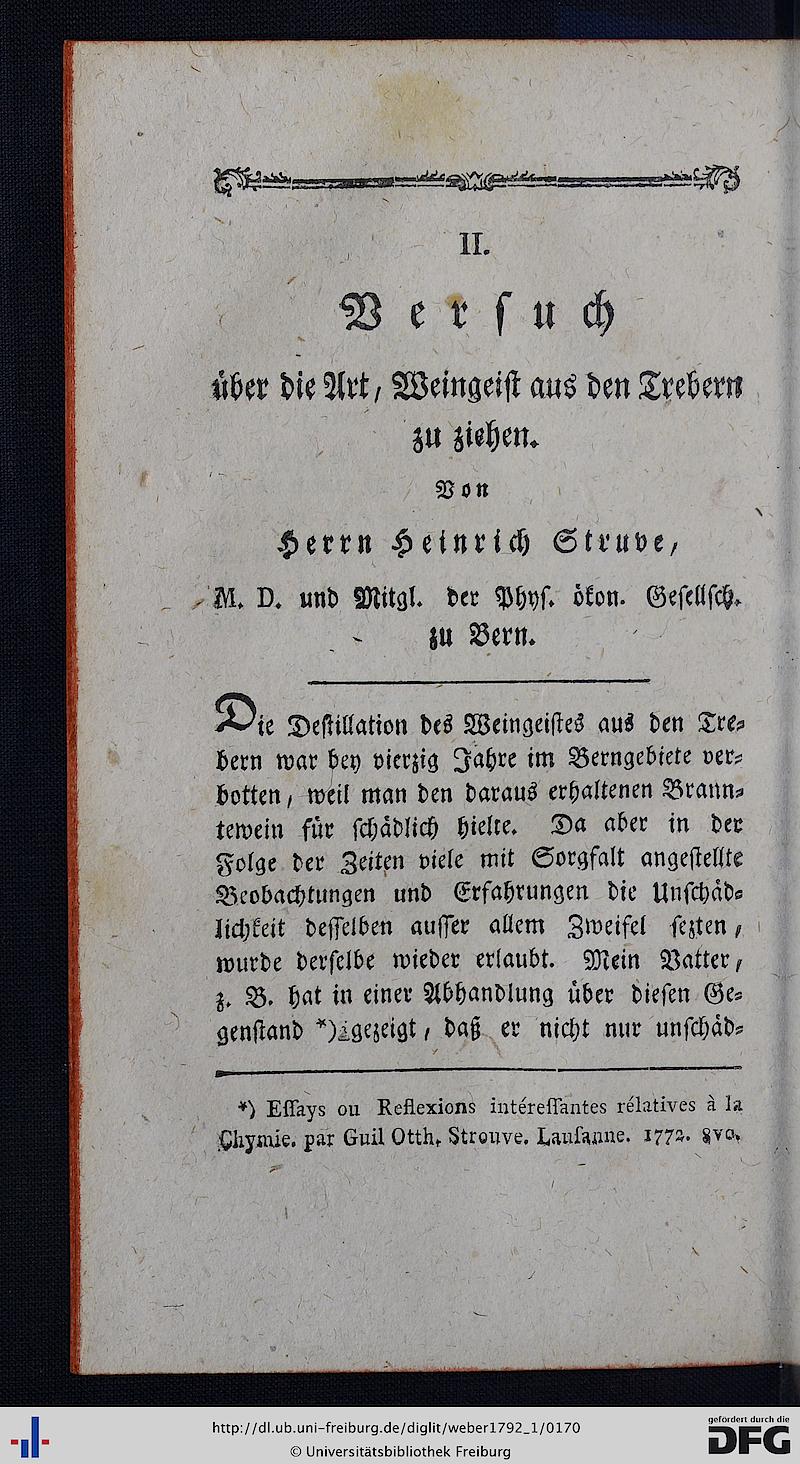 II.
Verſuch
über die Art, Weingeiſt aus den Trebern
zu ziehen.
Von
Herrn Heinrich Struve,
M. D. und Mitgl. der Phyſ. ökon. Geſellſch.
zu Bern.
Die Deſtillation des Weingeiſtes aus den Tre⸗
bern war bey vierzig Jahre im Berngebiete ver⸗
botten, weil man den daraus erhaltenen Brann⸗
tewein für ſchädlich hielte. Da aber in der
Folge der Zeiten viele mit Sorgfalt angeſtellte
Beobachtungen und Erfahrungen die Unſchäd⸗
lichkeit deſſelben auſſer allem Zweifel ſezten,
wurde derſelbe wieder erlaubt. Mein Vatter,
z. B. hat in einer Abhandlung über dieſen Ge⸗
genſtand *) gezeigt, daß er nicht nur unſchäd⸗
*) Eſſays ou Reflexions intéreſſantes rélatives à la
Chymie. par Guil Otth. Strouve. Lauſanne. 1772. 8vo.
http://dl.ub.uni-freiburg.de/diglit/weber1792_1/0170
© Universitätsbibliothek Freiburg
gefördert durch die
DFG